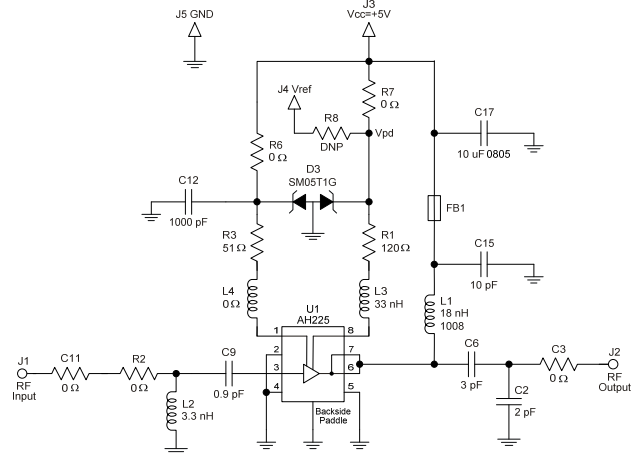 J5 GND
J3
Vcc=+5V
J4 Vref
R7
0 Ω
R8
DNP
Vpd
C17
10 uF 0805
R6
0 Ω
D3
SM05T1G
C12
1000 pF
FB1
R3
51 Ω
R1
120 Ω
C15
10 pF
L4
0 Ω
L3
33 nH
L1
18 nH
1008
U1
AH225
1
8
2
7
3
6
4
5
Backside
Paddle
J1
RF
Input
C11
0 Ω
R2
0 Ω
C9
0.9 pF
L2
3.3 nH
C6
3 pF
C3
0 Ω
J2
RF
Output
C2
2 pF